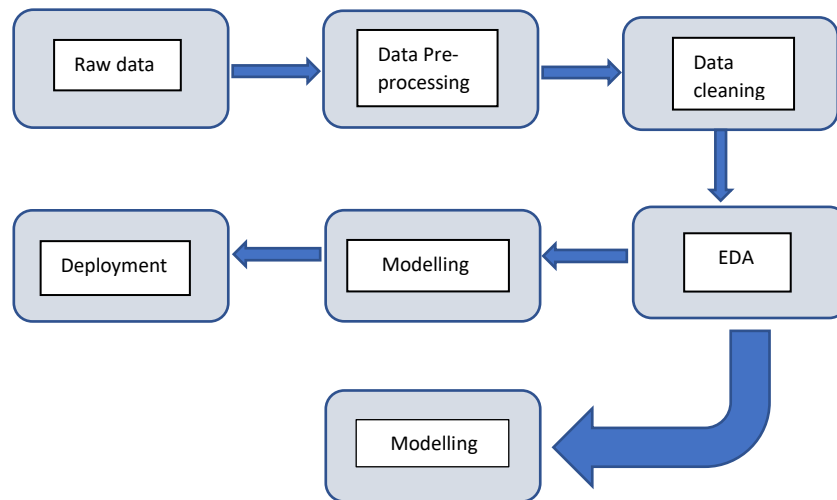 Raw data
Data Pre-
processing
Data
cleaning
EDA
Modelling
Deployment
Modelling